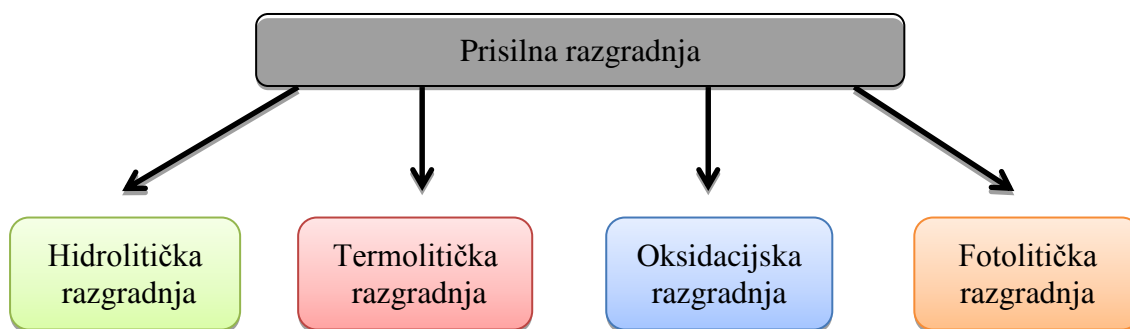 Prisilna razgradnja
Hidrolitička
razgradnja
Termolitička
razgradnja
Oksidacijska
razgradnja
Fotolitička
razgradnja